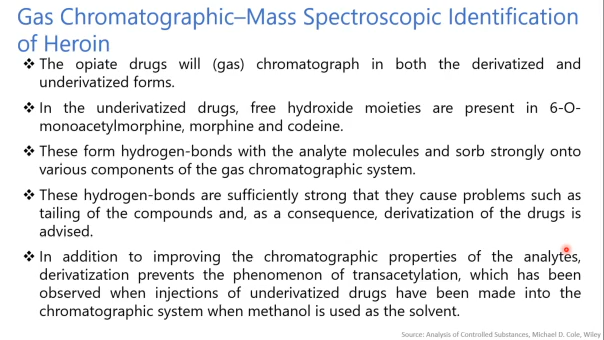 Gas Chromatographic–Mass Spectroscopic Identification
of Heroin
❖ The opiate drugs will (gas) chromatograph in both the derivatized and
underivatized forms.
❖ In the underivatized drugs, free hydroxide moieties are present in 6-O-
monoacetylmorphine, morphine and codeine.
❖ These form hydrogen-bonds with the analyte molecules and sorb strongly onto
various components of the gas chromatographic system.
❖ These hydrogen-bonds are sufficiently strong that they cause problems such as
tailing of the compounds and, as a consequence, derivatization of the drugs is
advised.
❖ In addition to improving the chromatographic properties of the analytes,
derivatization prevents the phenomenon of transacetylation, which has been
observed when injections of underivatized drugs have been made into the
chromatographic system when methanol is used as the solvent.
Source: Analysis of Controlled Substances, Michael D. Cole, Wiley